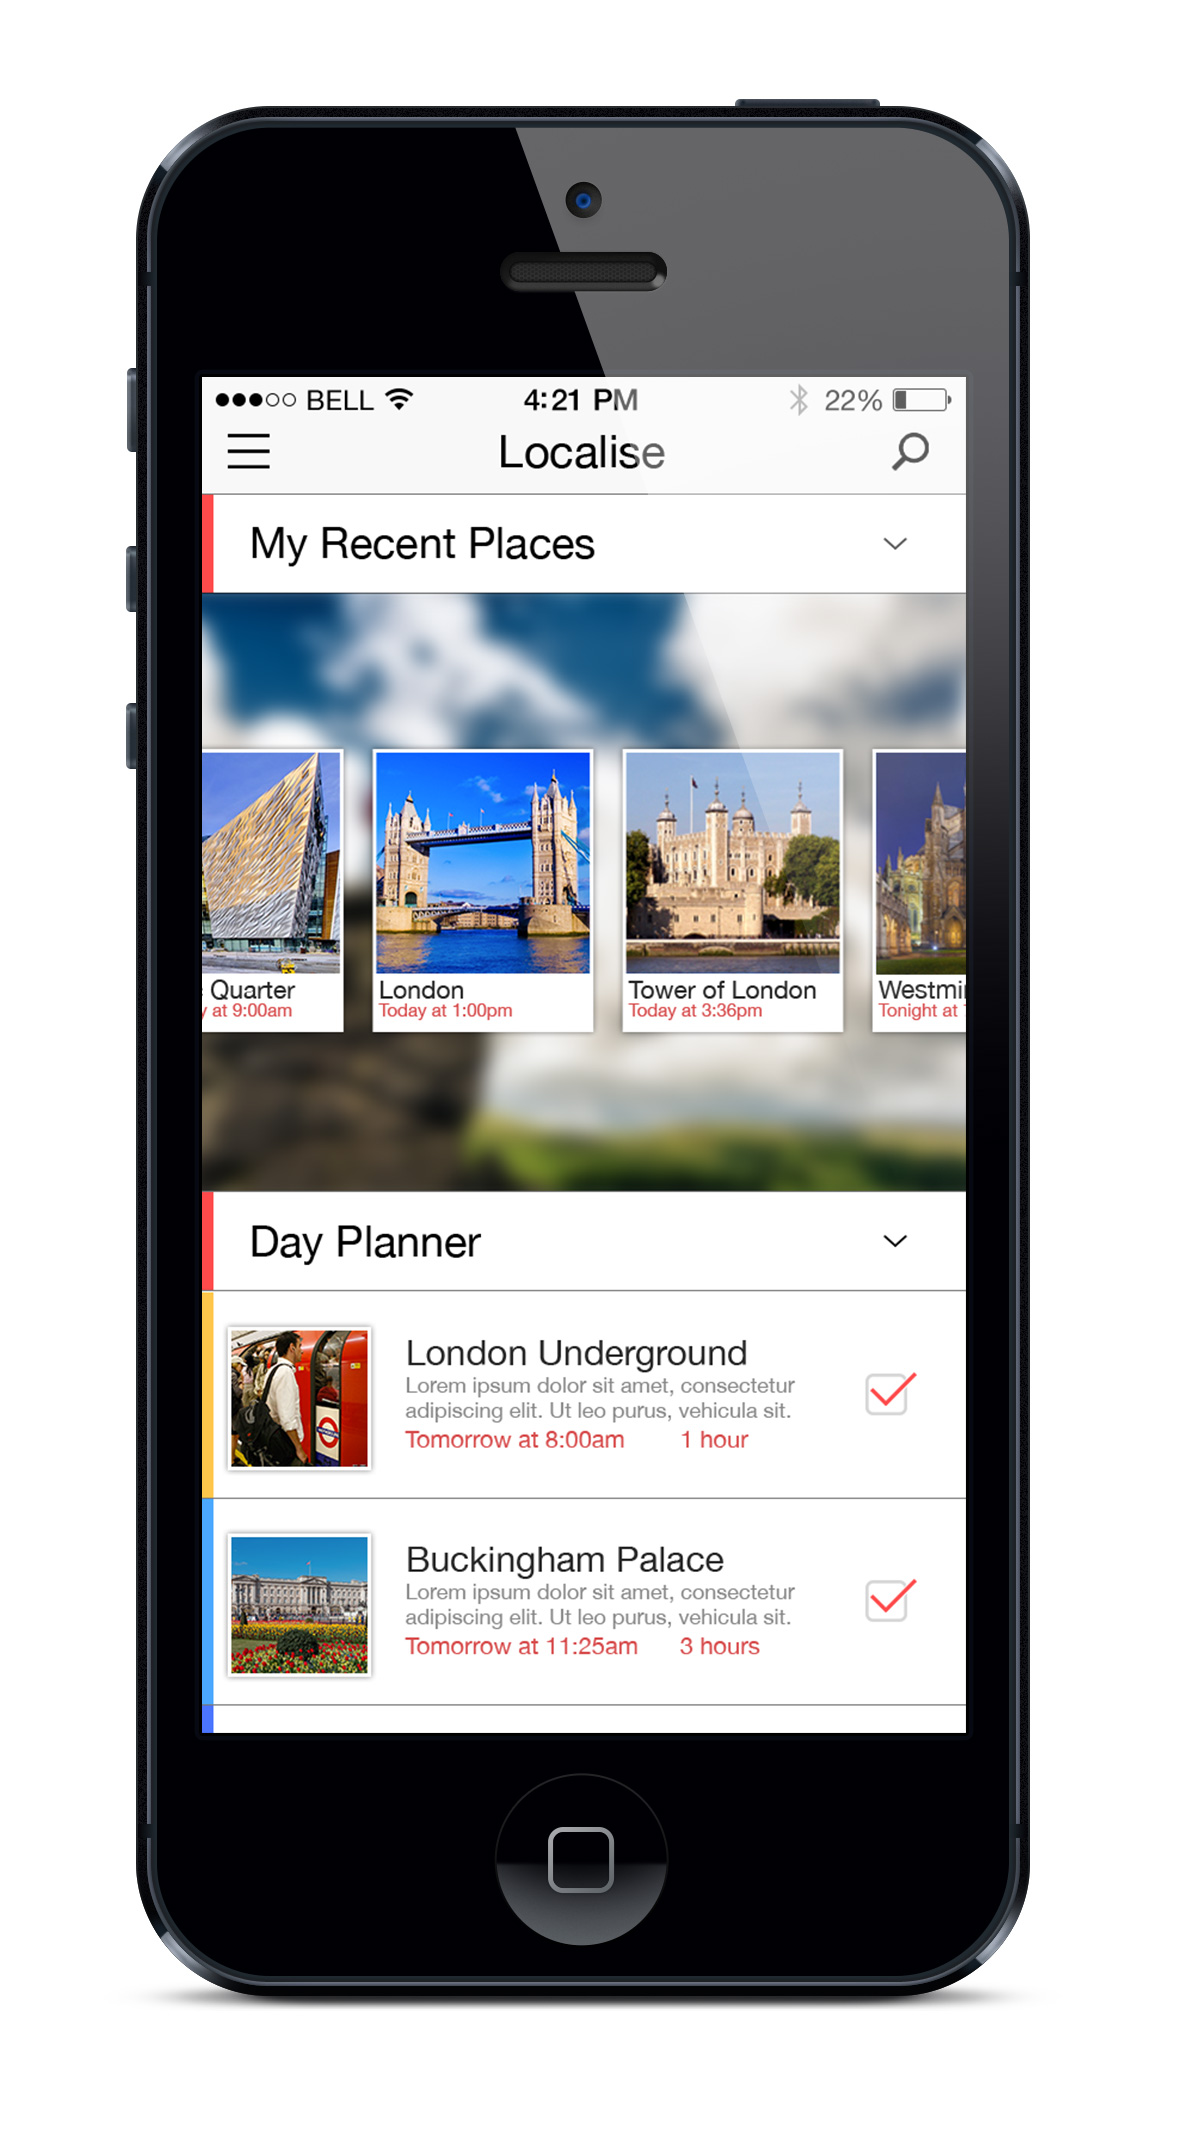 BELL 4:21 PM 22%
Localise
My Recent Places
Quarter
at 9:00am
London
Today at 1:00pm
Tower of London
Today at 3:36pm
Westmi
Tonight at
Day Planner
London Underground
Lorem ipsum dolor sit amet, consectetur
adipiscing elit. Ut leo purus, vehicula sit.
Tomorrow at 8:00am 1 hour
Buckingham Palace
Lorem ipsum dolor sit amet, consectetur
adipiscing elit. Ut leo purus, vehicula sit.
Tomorrow at 11:25am 3 hours